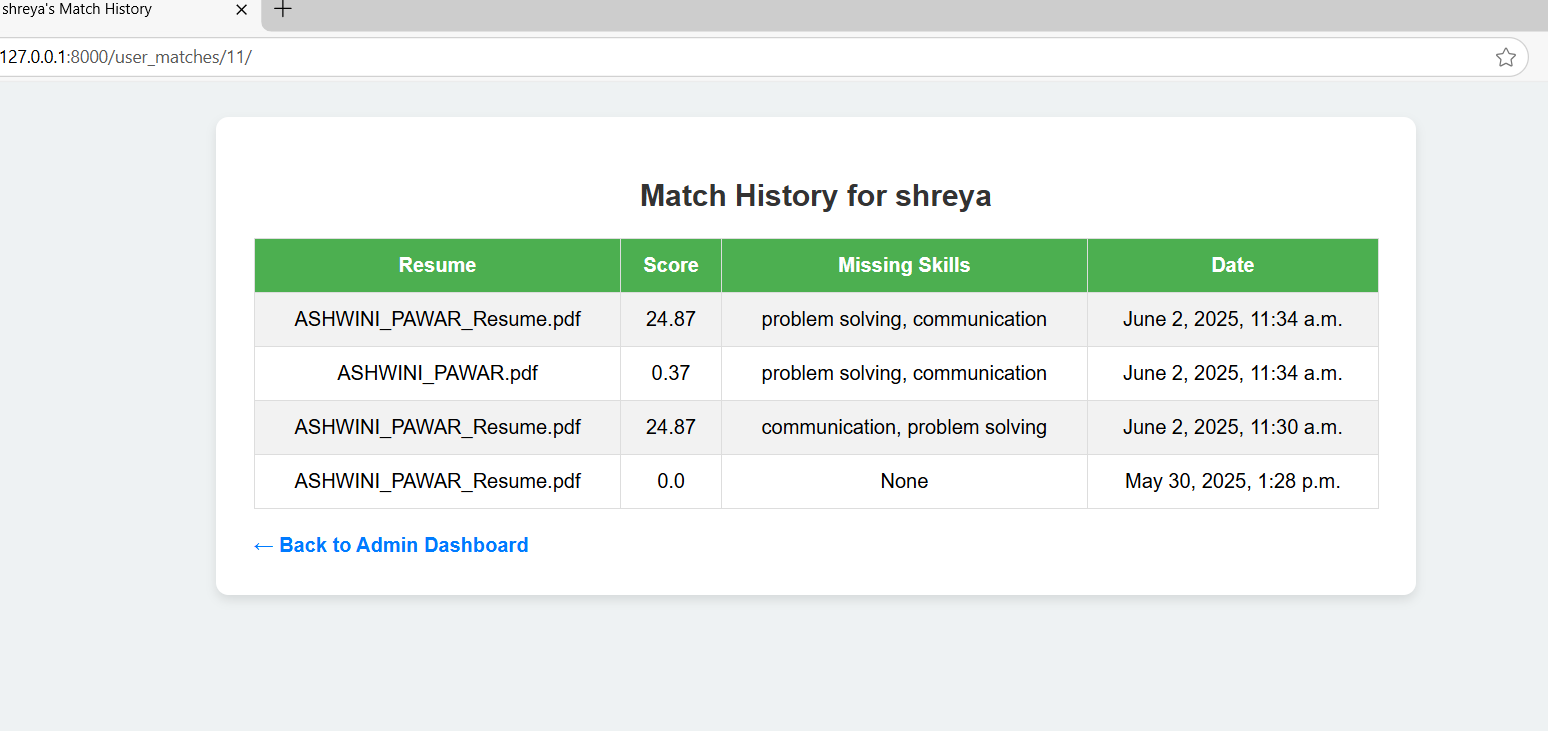 shreya's Match History
127.0.0.1:8000/user_matches/11/
Match History for shreya
Resume Score Missing Skills Date
ASHWINI_PAWAR_Resume.pdf 24.87 problem solving, communication June 2, 2025, 11:34 a.m.
ASHWINI_PAWAR.pdf 0.37 problem solving, communication June 2, 2025, 11:34 a.m.
ASHWINI_PAWAR_Resume.pdf 24.87 communication, problem solving June 2, 2025, 11:30 a.m.
ASHWINI_PAWAR_Resume.pdf 0.0 None May 30, 2025, 1:28 p.m.
← Back to Admin Dashboard